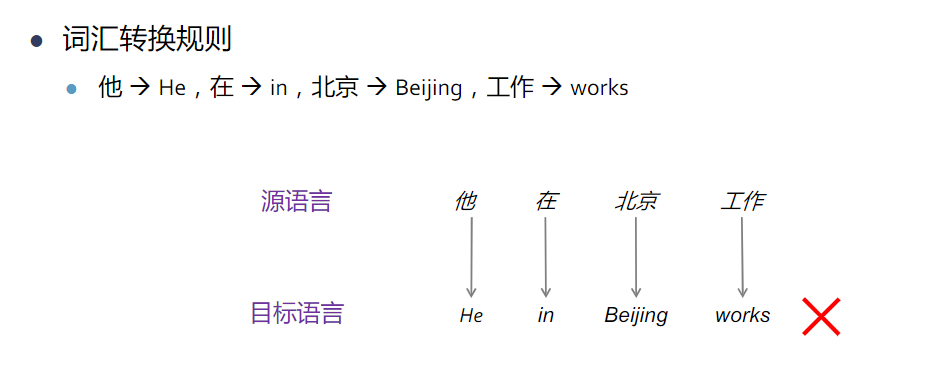 词汇转换规则
他 → He，在 → in，北京 → Beijing，工作 → works
源语言 他 在 北京 工作
目标语言 He in Beijing works